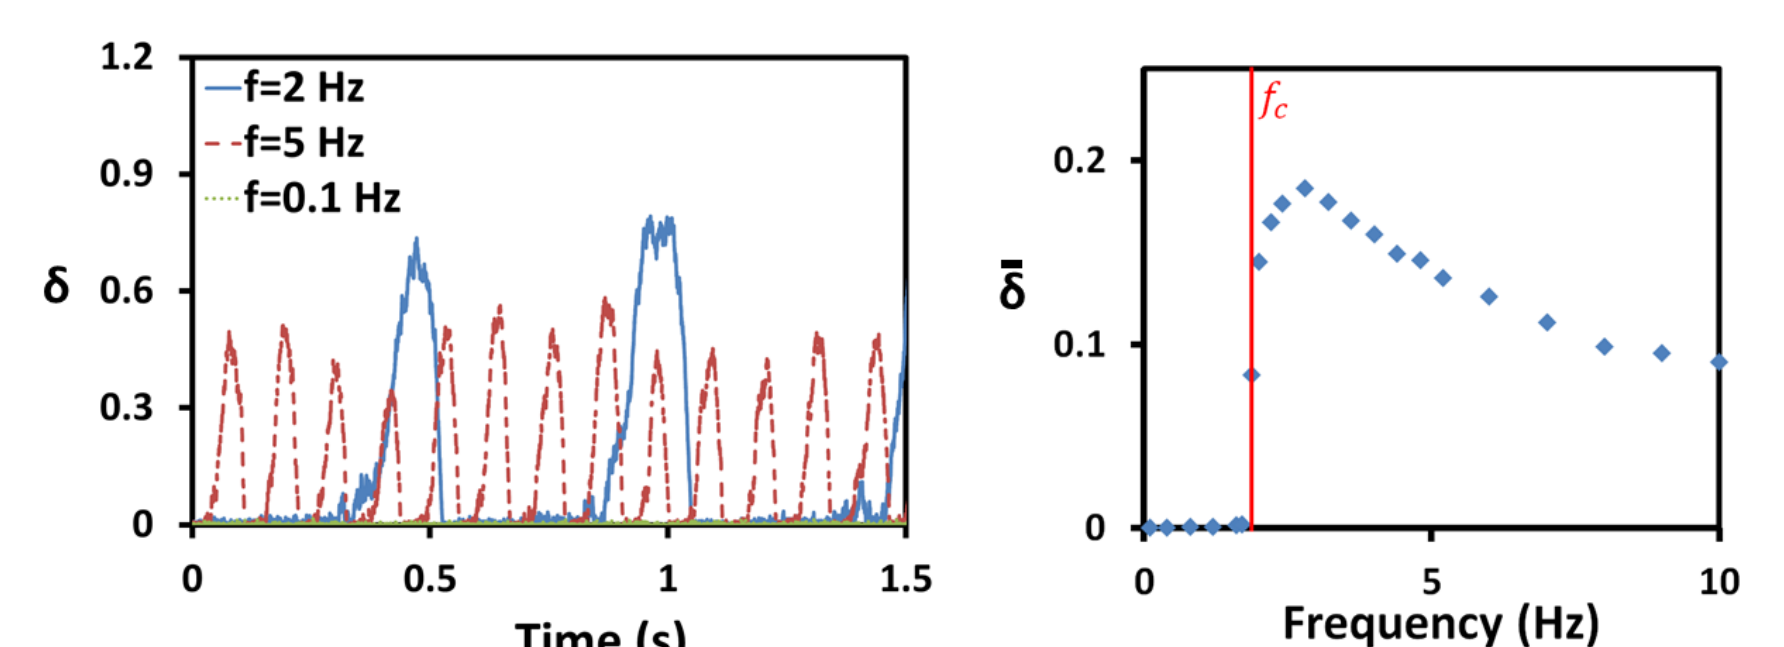 1.2
0.9
0.6
0.3
0
δ
f=2 Hz
f=5 Hz
f=0.1 Hz
0 0.5 1 1.5
Time (s)
0.2
0.1
0
δ̄
f_c
0 5 10
Frequency (Hz)